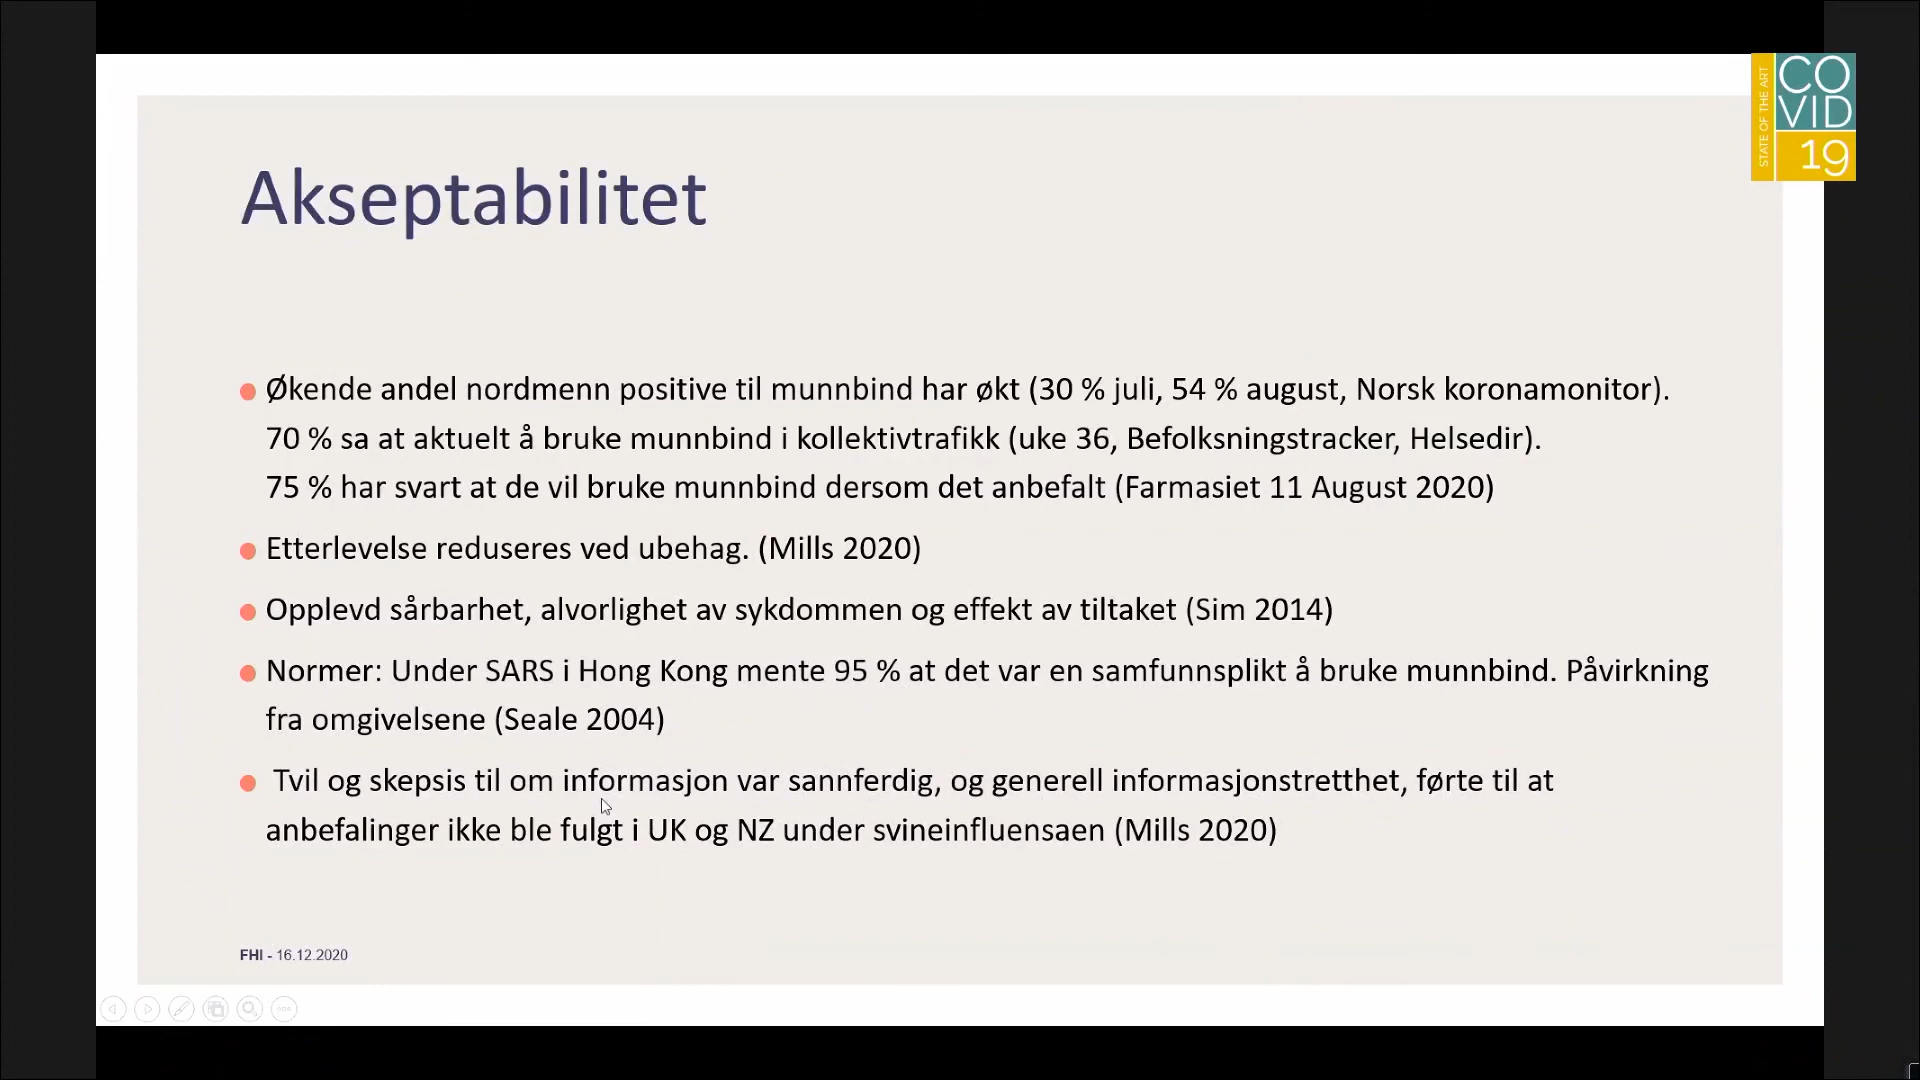 STATE OF THE ART
CO
VID
19
Akseptabilitet
Økende andel nordmenn positive til munnbind har økt (30 % juli, 54 % august, Norsk koronamonitor).
70 % sa at aktuelt å bruke munnbind i kollektivtrafikk (uke 36, Befolksningstracker, Helsedir).
75 % har svart at de vil bruke munnbind dersom det anbefalt (Farmasiet 11 August 2020)
Etterlevelse reduseres ved ubehag. (Mills 2020)
Opplevd sårbarhet, alvorlighet av sykdommen og effekt av tiltaket (Sim 2014)
Normer: Under SARS i Hong Kong mente 95 % at det var en samfunnsplikt å bruke munnbind. Påvirkning
fra omgivelsene (Seale 2004)
Tvil og skepsis til om informasjon var sannferdig, og generell informasjonstretthet, førte til at
anbefalinger ikke ble fulgt i UK og NZ under svineinfluensaen (Mills 2020)
FHI - 16.12.2020